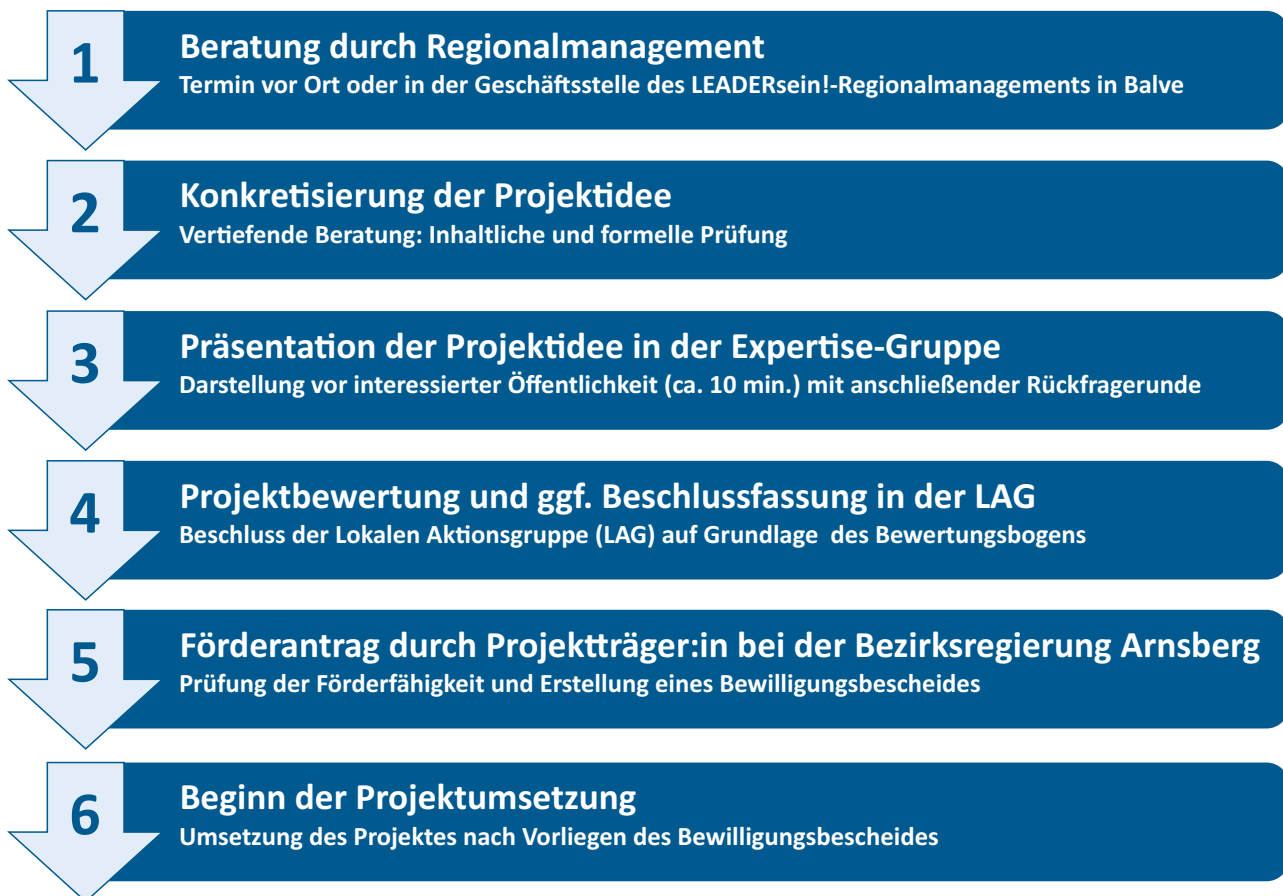 1
Beratung durch Regionalmanagement
Termin vor Ort oder in der Geschäftsstelle des LEADERsein!-Regionalmanagements in Balve
2
Konkretisierung der Projektidee
Vertiefende Beratung: Inhaltliche und formelle Prüfung
3
Präsentation der Projektidee in der Expertise-Gruppe
Darstellung vor interessierter Öffentlichkeit (ca. 10 min.) mit anschließender Rückfragerunde
4
Projektbewertung und ggf. Beschlussfassung in der LAG
Beschluss der Lokalen Aktionsgruppe (LAG) auf Grundlage des Bewertungsbogens
5
Förderantrag durch Projektträger:in bei der Bezirksregierung Arnsberg
Prüfung der Förderfähigkeit und Erstellung eines Bewilligungsbescheides
6
Beginn der Projektumsetzung
Umsetzung des Projektes nach Vorliegen des Bewilligungsbescheides